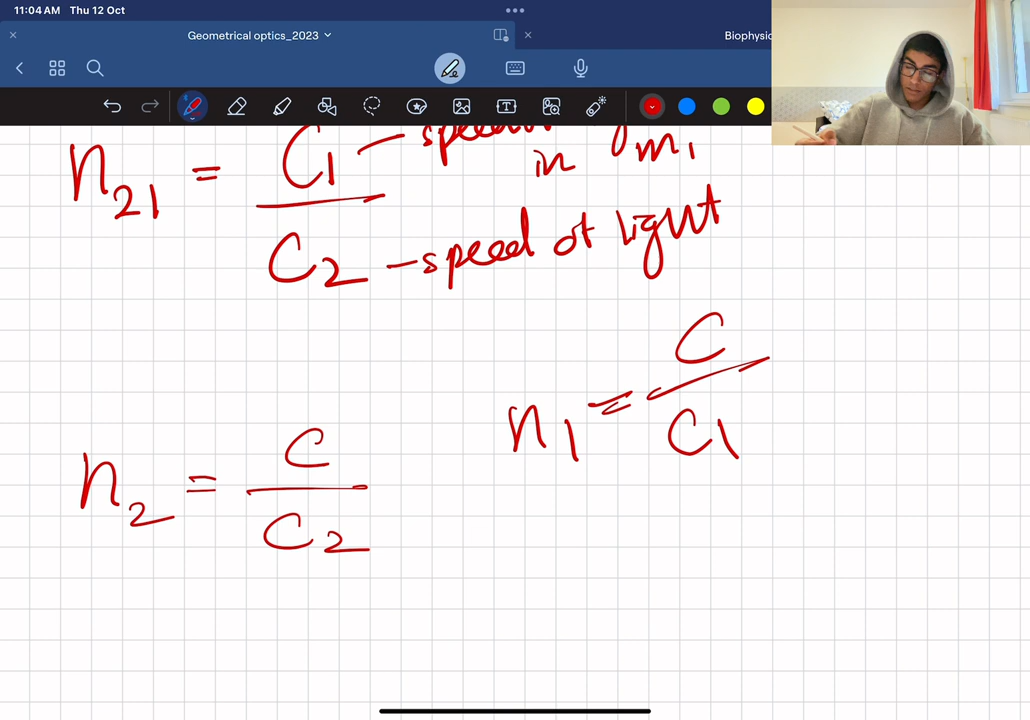 11:04 AM Thu 12 Oct
Geometrical optics_2023
Biophysic
n₂₁ = C₁ / C₂
in m₁
C₂ – speed of light
n₁ = C / C₁
n₂ = C / C₂